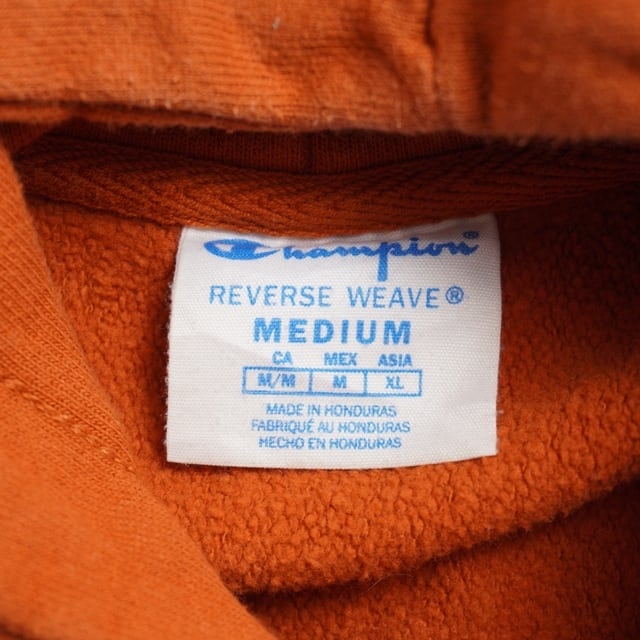 Champion®
REVERSE WEAVE®
MEDIUM
CA MEX ASIA
M/M M XL
MADE IN HONDURAS
FABRIQUÉ AU HONDURAS
HECHO EN HONDURAS